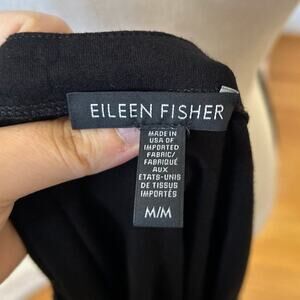 EILEEN FISHER
MADE IN
USA OF
IMPORTED
FABRIC/
FABRIQUÉ
AUX
ÉTATS-UNIS
DE TISSUS
IMPORTÉS
M/M